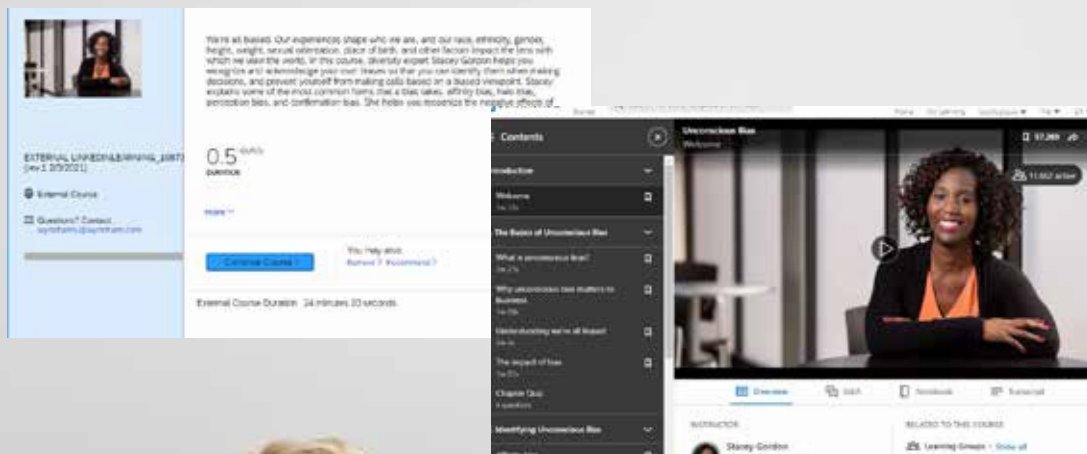 We're all biased. Our experiences shape who we are, and our race, ethnicity, gender,
height, weight, sexual orientation, place of birth, and other factors impact the lens with
which we view the world. In this course, diversity expert Stacey Gordon helps you
recognize and acknowledge your own biases so that you can identify them when making
decisions, and prevent yourself from making calls based on a biased viewpoint. Stacey
explains some of the most common forms that a bias takes: affinity bias, halo bias,
perception bias, and confirmation bias. She helps you recognize the negative effects of
EXTERNAL LINKEDINLEARNING
0.5
DURATION
External Course
Questions? Contact
more
Continue Course
You may also:
Remove? Recommend?
External Course Duration
Contents
Introduction
Welcome
The Basics of Unconscious Bias
What is unconscious bias?
Why unconscious bias matters to
Business
Understanding we're all biased
The impact of bias
Chapter Quiz
Identifying Unconscious Bias
Unconscious Bias
Welcome
active
Overview
Q&A
Notebook
Transcript
INSTRUCTOR
Stacey Gordon
RELATED TO THIS COURSE
Learning Groups • Show all